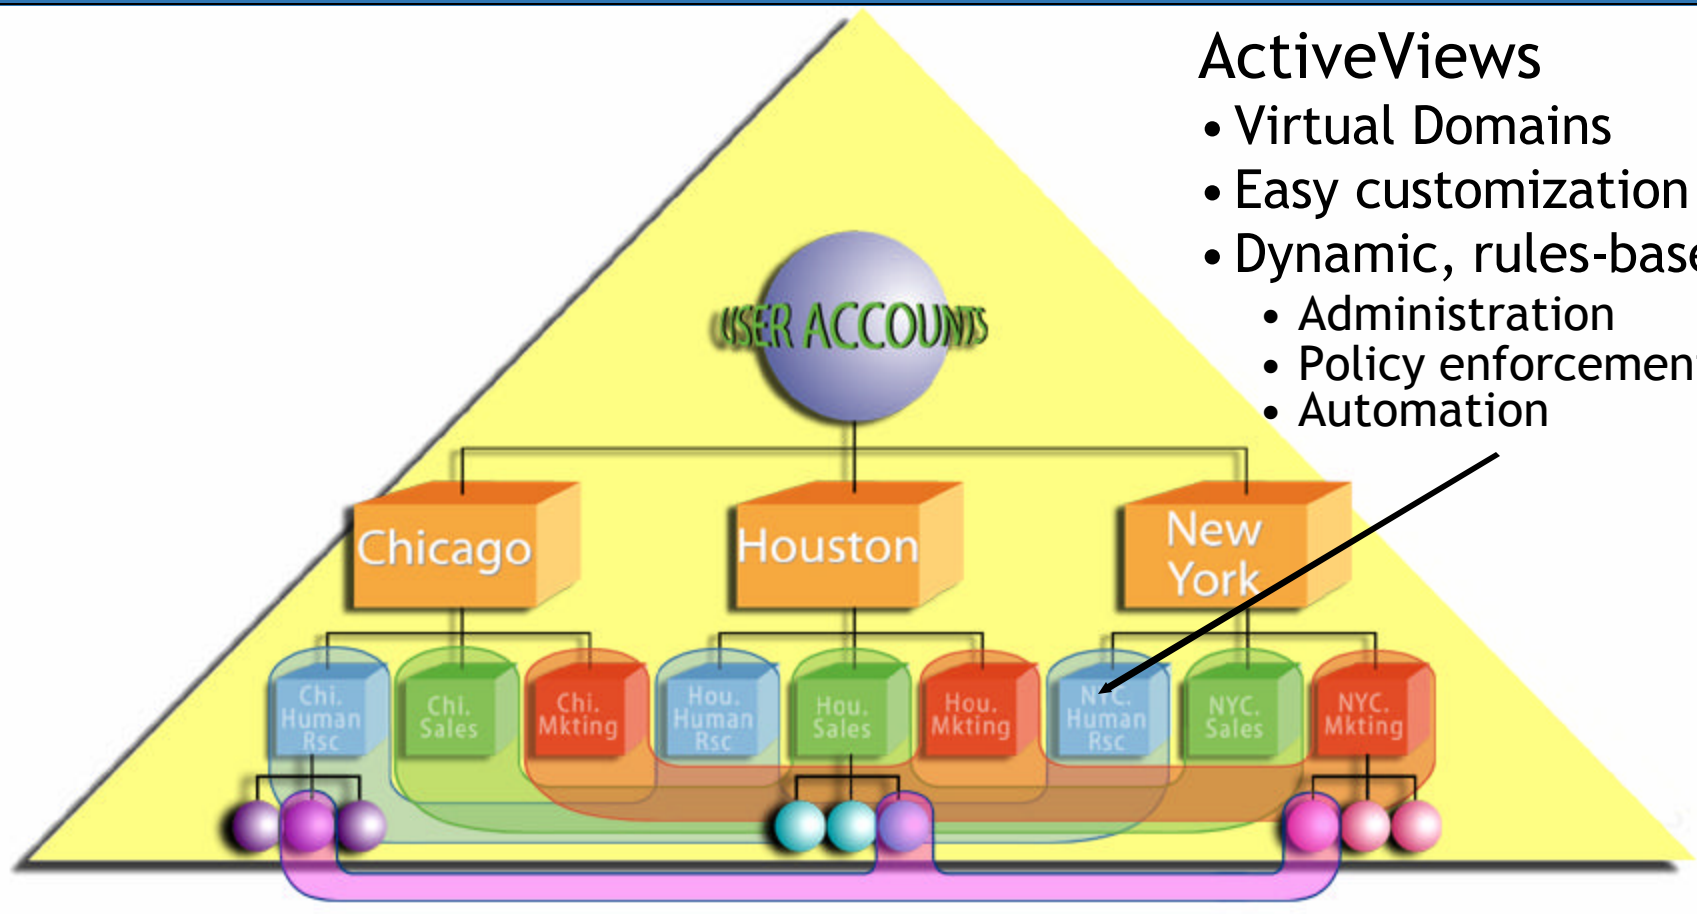 ActiveViews
• Virtual Domains
• Easy customization
• Dynamic, rules-base
• Administration
• Policy enforcement
• Automation
USER ACCOUNTS
Chicago
Houston
New
York
Chi.
Human
Rsc
Chi.
Sales
Chi.
Mkting
Hou.
Human
Rsc
Hou.
Sales
Hou.
Mkting
NYC.
Human
Rsc
NYC.
Sales
NYC.
Mkting